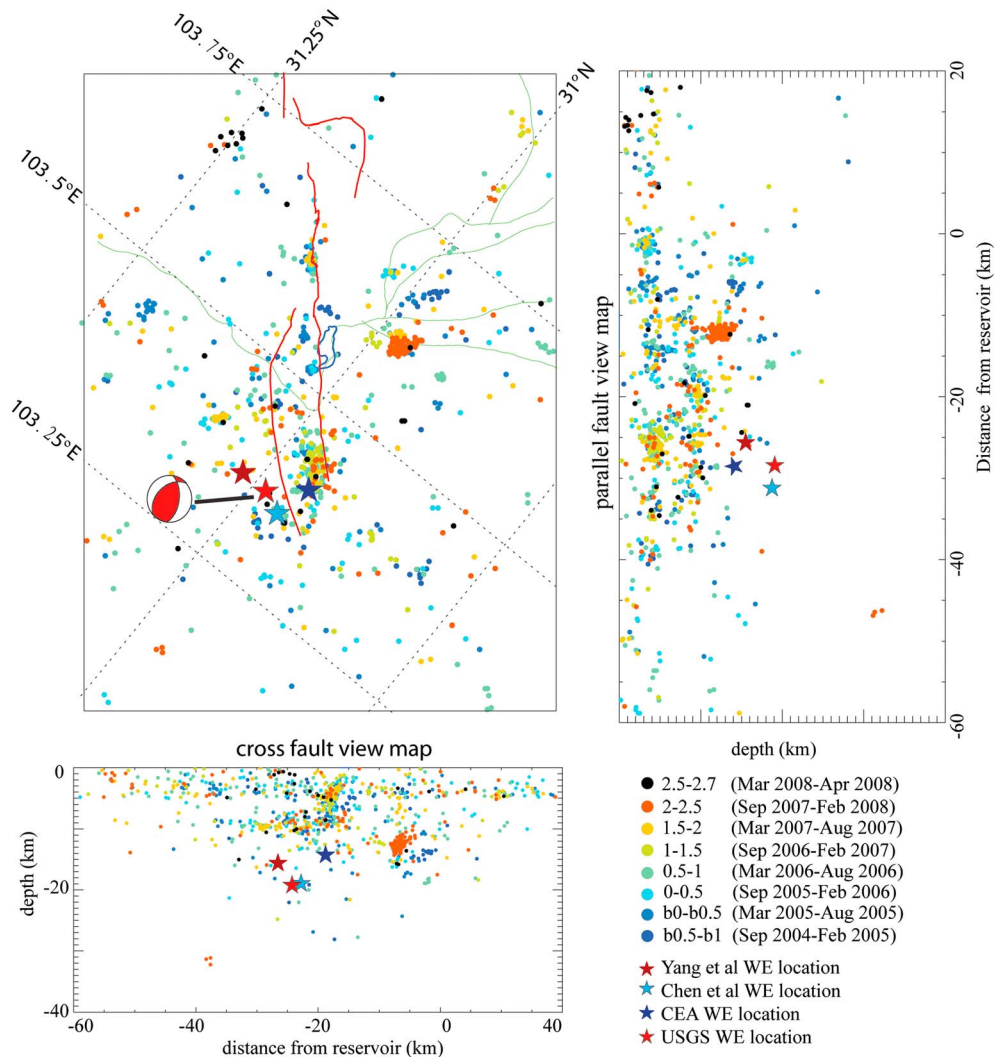 103. 75°E
31.25°N
31°N
103. 5°E
103. 25°E
20
0
-20
-40
-60
Distance from reservoir (km)
parallel fault view map
depth (km)
cross fault view map
0
-20
-40
depth (km)
-60
-40
-20
0
40
distance from reservoir (km)
2.5-2.7 (Mar 2008-Apr 2008)
2-2.5 (Sep 2007-Feb 2008)
1.5-2 (Mar 2007-Aug 2007)
1-1.5 (Sep 2006-Feb 2007)
0.5-1 (Mar 2006-Aug 2006)
0-0.5 (Sep 2005-Feb 2006)
b0-b0.5 (Mar 2005-Aug 2005)
b0.5-b1 (Sep 2004-Feb 2005)
Yang et al WE location
Chen et al WE location
CEA WE location
USGS WE location